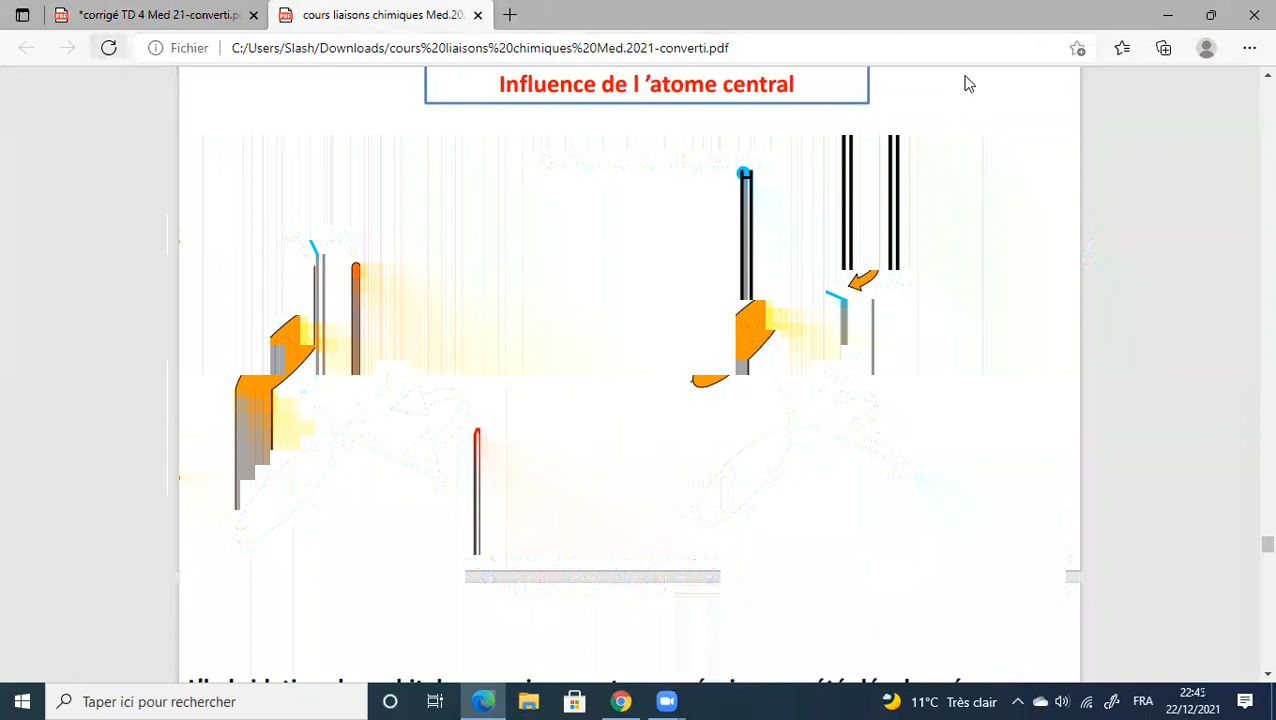 *corrigé TD 4 Med 21-converti.p
cours liaisons chimiques Med.20
Fichier
C:/Users/Slash/Downloads/cours%20liaisons%20chimiques%20Med.2021-converti.pdf
Influence de l ’atome central
Taper ici pour rechercher
11°C Très clair
FRA
22:43
22/12/2021